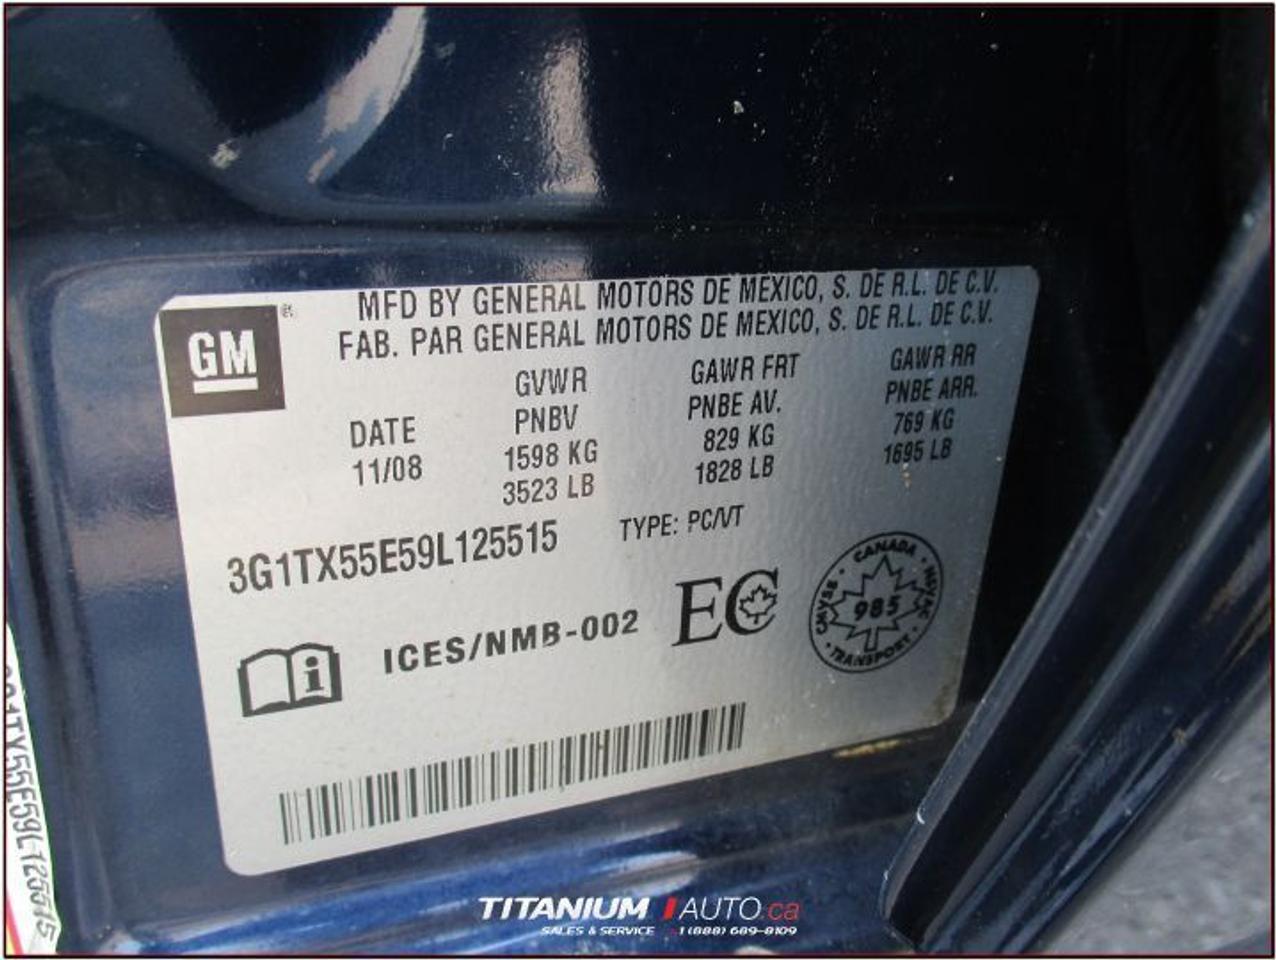 GM
MFD BY GENERAL MOTORS DE MEXICO, S. DE R.L. DE C.V.
FAB. PAR GENERAL MOTORS DE MEXICO, S. DE R.L. DE C.V.
DATE
11/08
GVWR
PNBV
1598 KG
3523 LB
GAWR FRT
PNBE AV.
829 KG
1828 LB
GAWR RR
PNBE ARR.
769 KG
1695 LB
3G1TX55E59L125515
TYPE: PC/VT
i ICES/NMB-002
EC
CANADA · NVVAC · TRANSPORT · CMVSS ·
985
3G1TX55E59L125515
TITANIUM AUTO.ca
SALES & SERVICE +1 (888) 689-8109